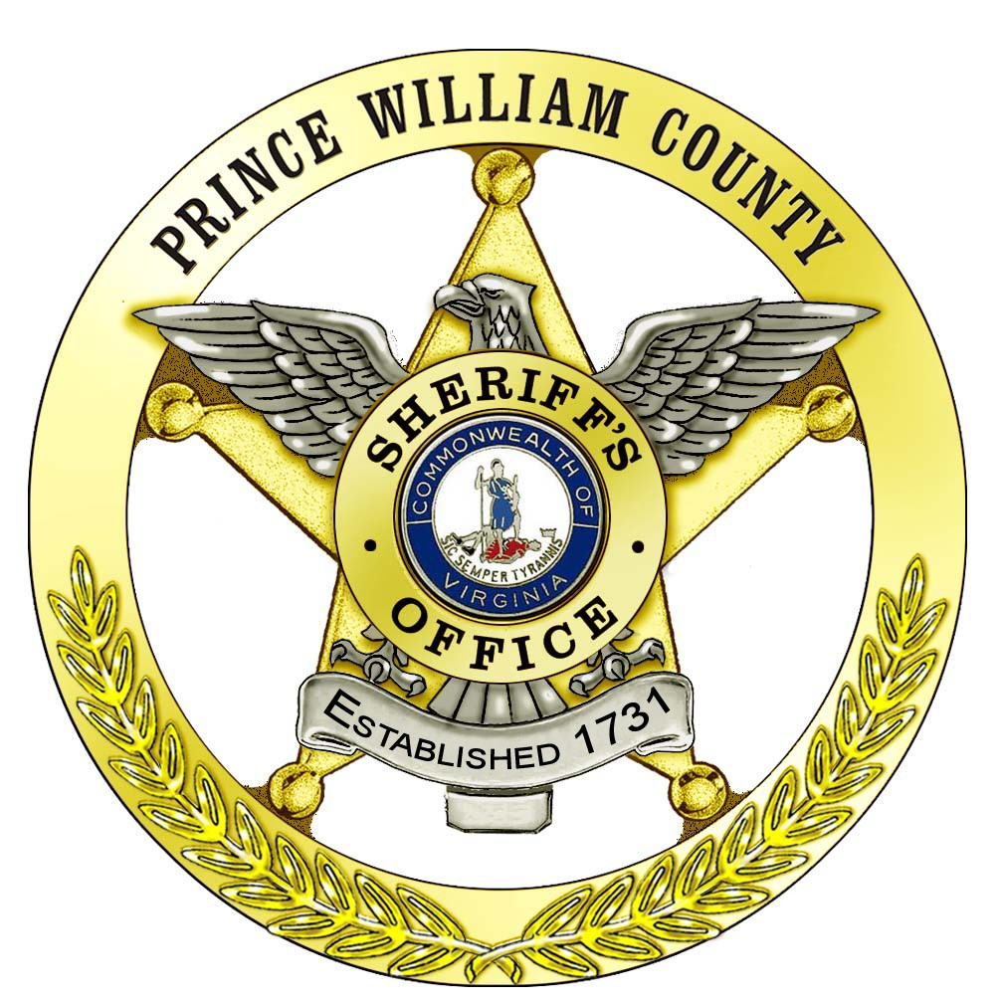 PRINCE WILLIAM COUNTY
SHERIFF'S
COMMONWEALTH OF
SIC SEMPER TYRANNIS
VIRGINIA
OFFICE
ESTABLISHED 1731